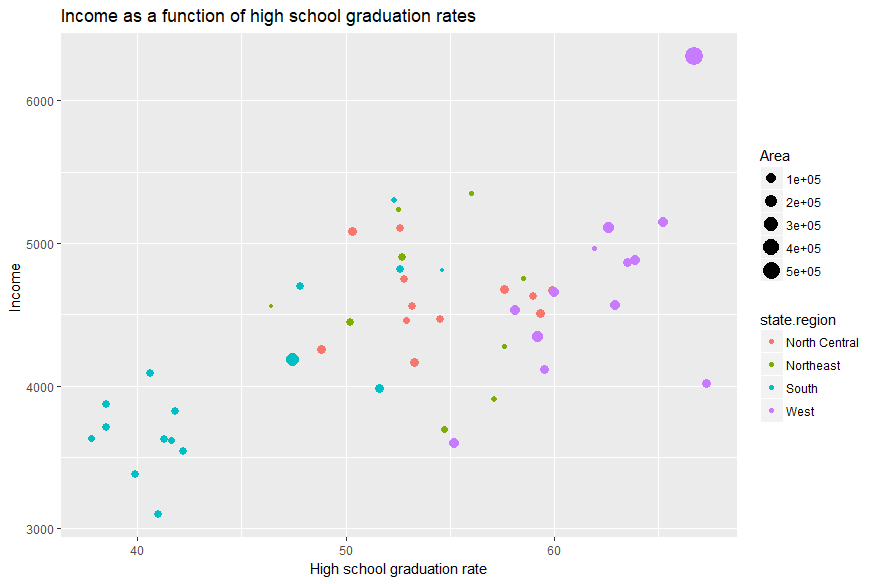 Income as a function of high school graduation rates
6000
5000
4000
3000
Income
40
50
60
High school graduation rate
Area
1e+05
2e+05
3e+05
4e+05
5e+05
state.region
North Central
Northeast
South
West